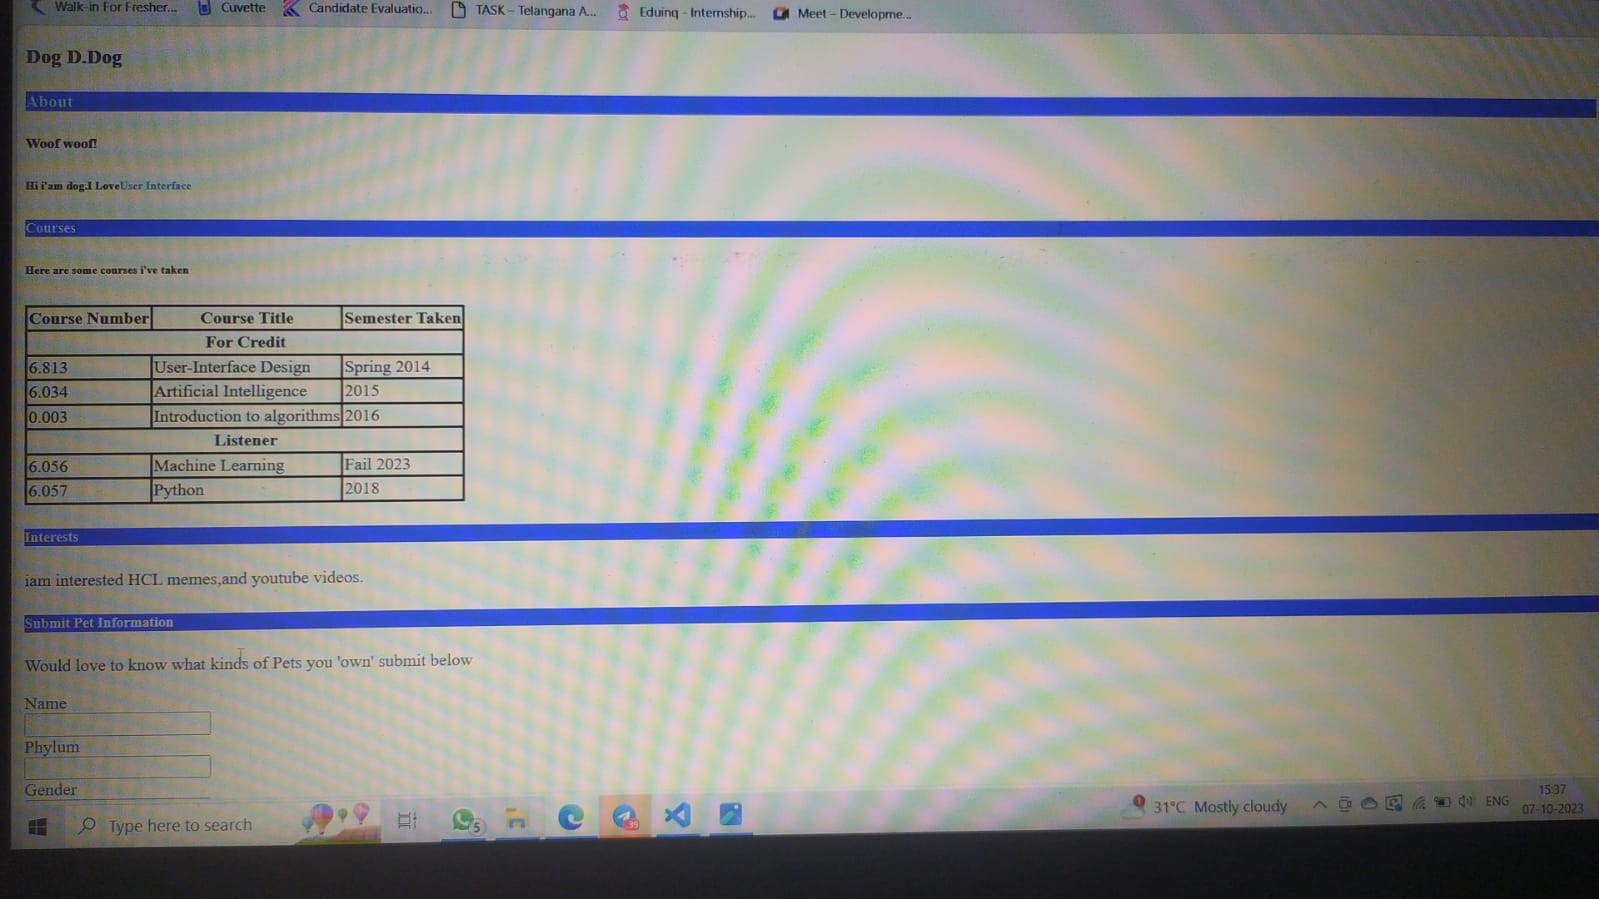 Walk-in For Fresher...
Cuvette
Candidate Evaluatio...
TASK – Telangana A...
Eduinq - Internship...
Meet – Developme...
Dog D.Dog
About
Woof woof!
Hi i'am dog.I LoveUser Interface
Courses
Here are some courses i've taken
Course Number Course Title Semester Taken
For Credit
6.813 User-Interface Design Spring 2014
6.034 Artificial Intelligence 2015
0.003 Introduction to algorithms 2016
Listener
6.056 Machine Learning Fail 2023
6.057 Python 2018
Interests
iam interested HCL memes,and youtube videos.
Submit Pet Information
Would love to know what kinds of Pets you 'own' submit below
Name
Phylum
Gender
Type here to search
5
39
31°C Mostly cloudy
ENG
15:37
07-10-2023